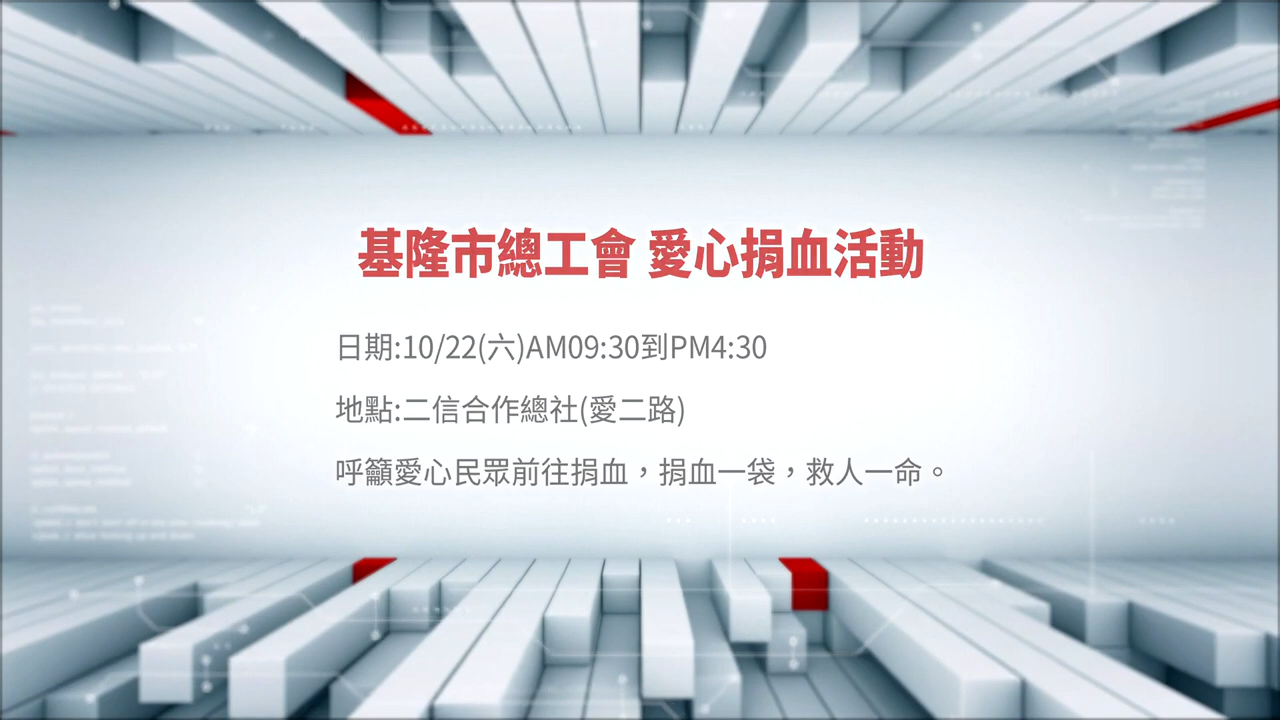 基隆市總工會 愛心捐血活動
日期:10/22(六)AM09:30到PM4:30
地點:二信合作總社(愛二路)
呼籲愛心民眾前往捐血，捐血一袋，救人一命。